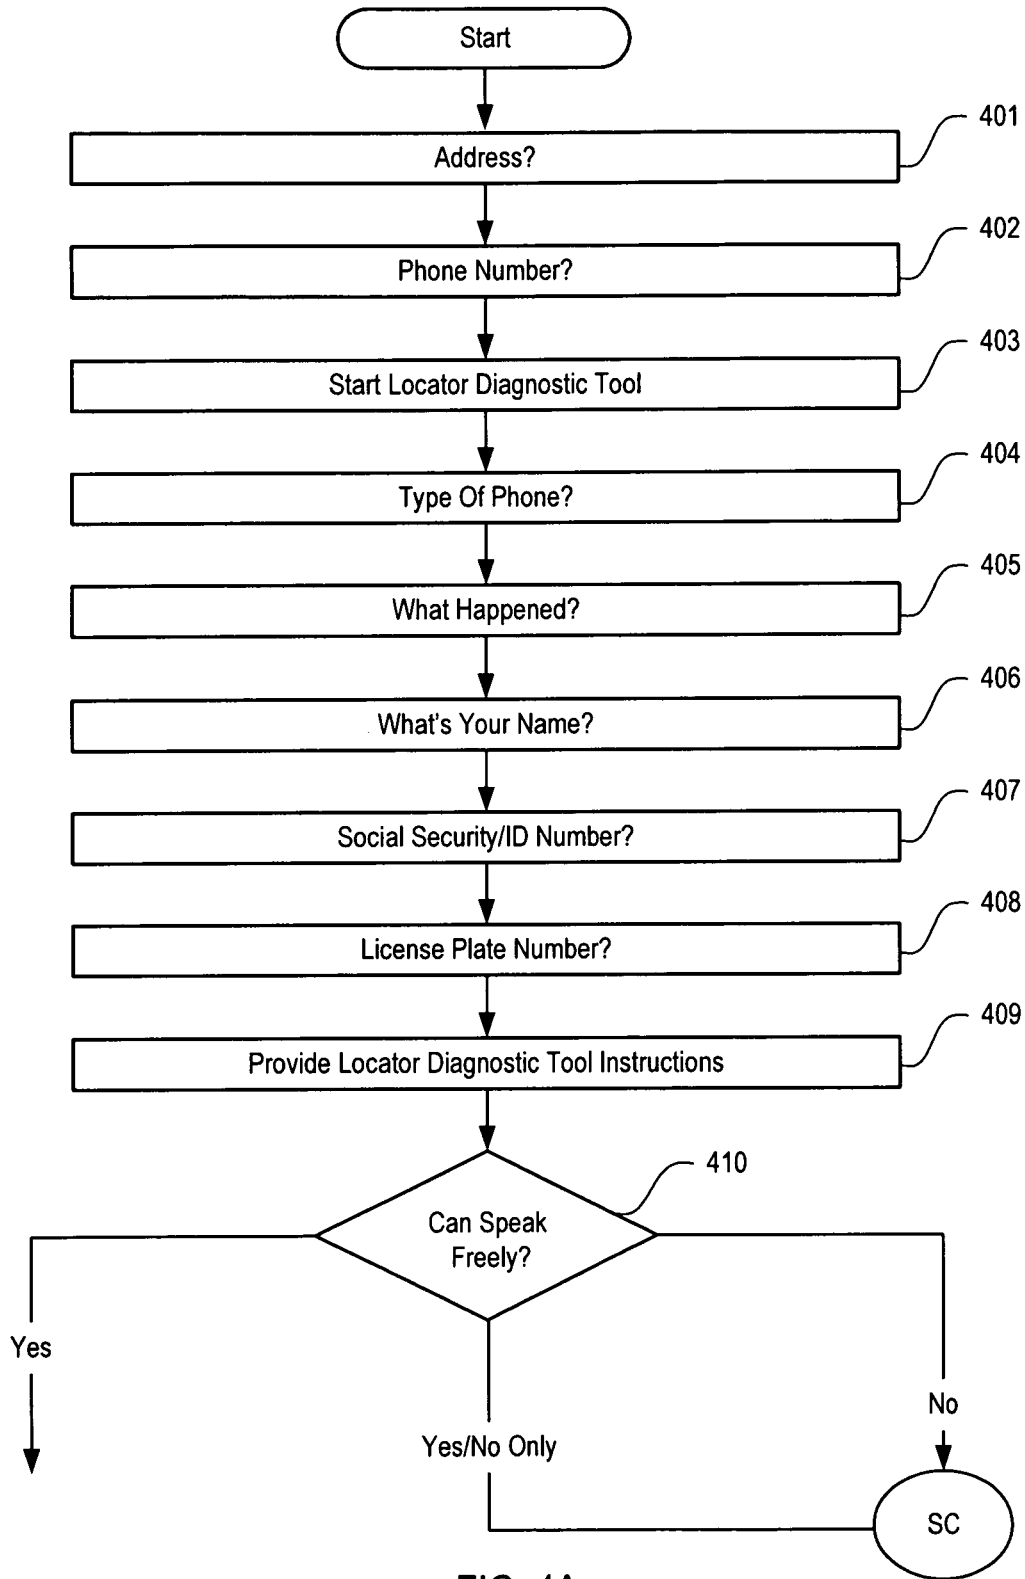 Start
401
Address?
402
Phone Number?
403
Start Locator Diagnostic Tool
404
Type Of Phone?
405
What Happened?
406
What's Your Name?
407
Social Security/ID Number?
408
License Plate Number?
409
Provide Locator Diagnostic Tool Instructions
410
Can Speak
Freely?
Yes
No
Yes/No Only
SC
FIG. 4A